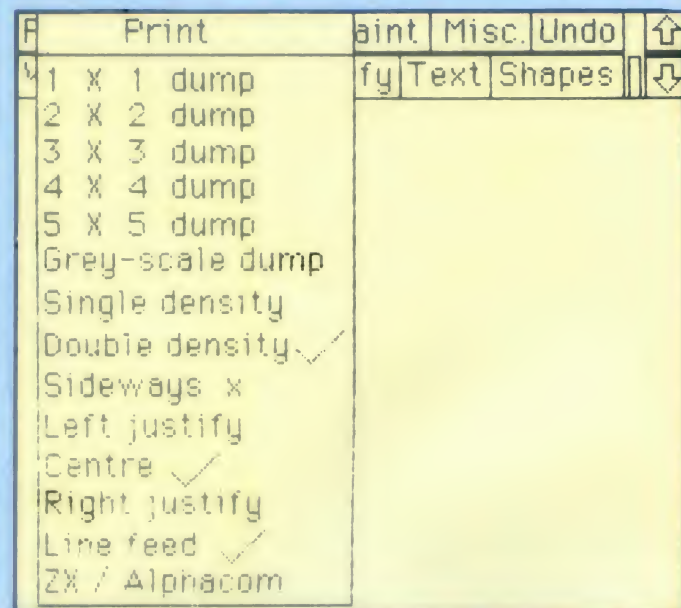 Print aint Misc. Undo
fy Text Shapes
1 X 1 dump
2 X 2 dump
3 X 3 dump
4 X 4 dump
5 X 5 dump
Grey-scale dump
Single density
Double density ✓
Sideways x
Left justify
Centre ✓
Right justify
Line feed ✓
ZX / Alphacom